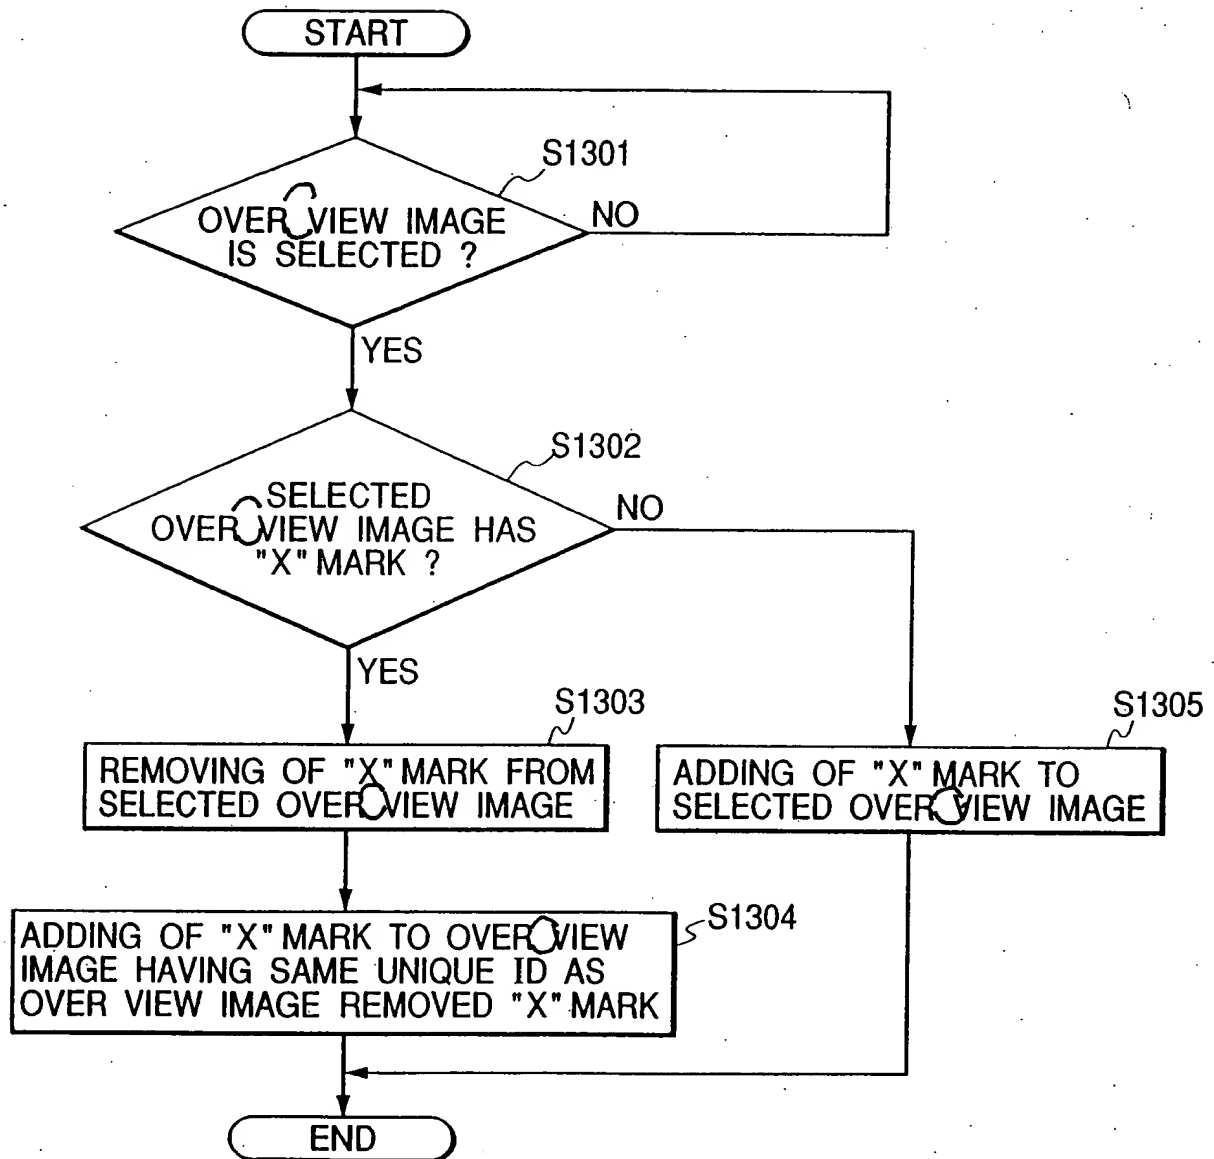 START
S1301
OVER VIEW IMAGE
IS SELECTED ?
NO
YES
S1302
SELECTED
OVER VIEW IMAGE HAS
"X" MARK ?
NO
YES
S1303
REMOVING OF "X" MARK FROM
SELECTED OVER VIEW IMAGE
S1305
ADDING OF "X" MARK TO
SELECTED OVER VIEW IMAGE
S1304
ADDING OF "X" MARK TO OVER VIEW
IMAGE HAVING SAME UNIQUE ID AS
OVER VIEW IMAGE REMOVED "X" MARK
END